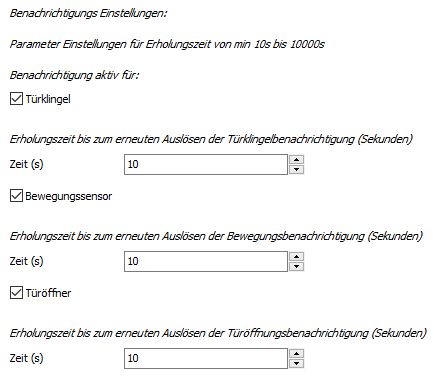 Benachrichtigungs Einstellungen:
Parameter Einstellungen für Erholungszeit von min 10s bis 10000s
Benachrichtigung aktiv für:
Türklingel
Erholungszeit bis zum erneuten Auslösen der Türklingelbenachrichtigung (Sekunden)
Zeit (s) 10
Bewegungssensor
Erholungszeit bis zum erneuten Auslösen der Bewegungsbenachrichtigung (Sekunden)
Zeit (s) 10
Türöffner
Erholungszeit bis zum erneuten Auslösen der Türöffnungsbenachrichtigung (Sekunden)
Zeit (s) 10